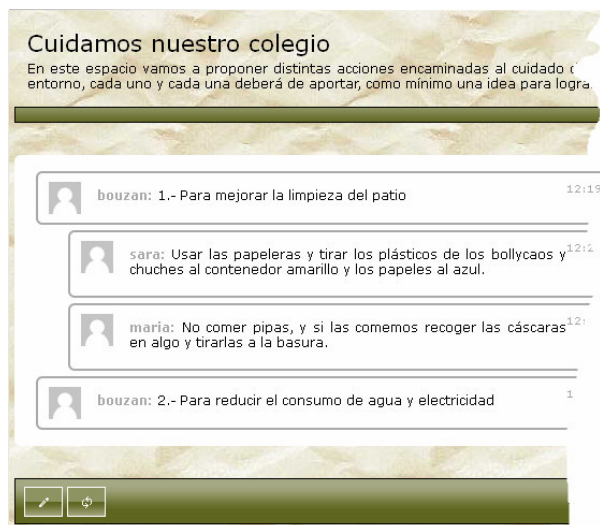 Cuidamos nuestro colegio
En este espacio vamos a proponer distintas acciones encaminadas al cuidado
entorno, cada uno y cada una deberá de aportar, como mínimo una idea para
bouzan: 1.- Para mejorar la limpieza del patio 12:19
sara: Usar las papeleras y tirar los plásticos de los bollycaos y
chuches al contenedor amarillo y los papeles al azul.
maria: No comer pipas, y si las comemos recoger las cáscaras
en algo y tirarlas a la basura.
bouzan: 2.- Para reducir el consumo de agua y electricidad